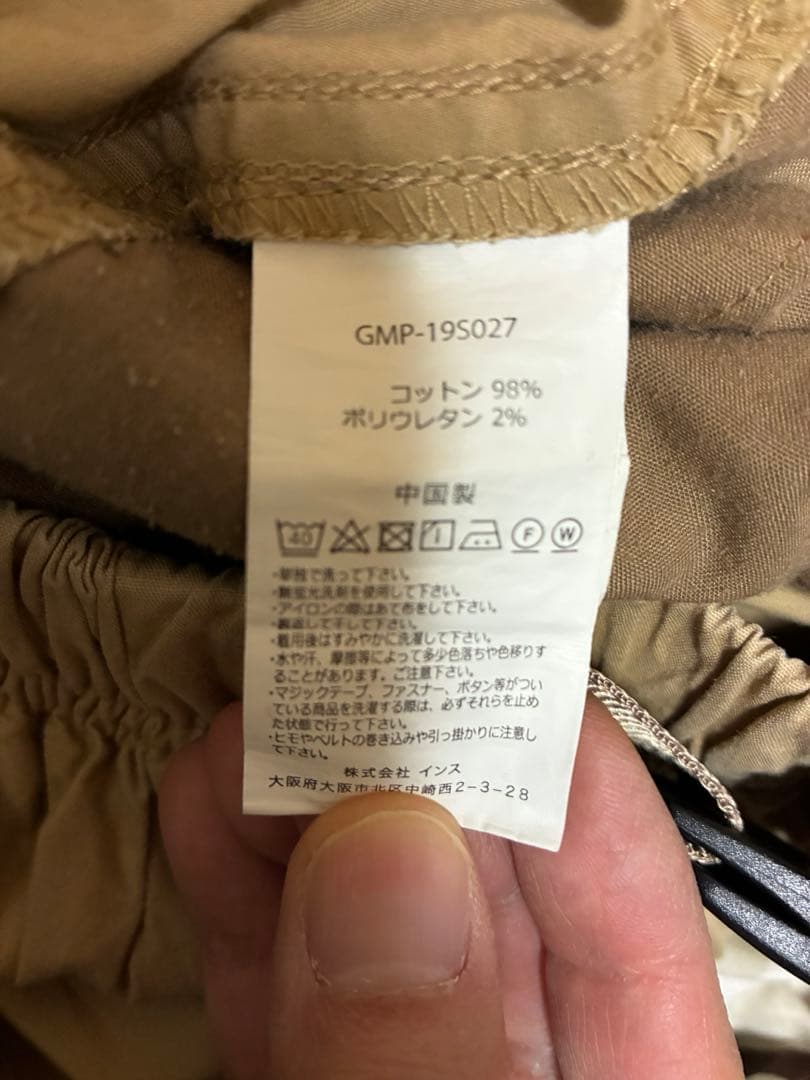 GMP-19S027
コットン 98%
ポリウレタン 2%
中国製
40 F W
・単独で洗って下さい。
・無蛍光洗剤を使用して下さい。
・アイロンの際はあて布をして下さい。
・裏返して干して下さい。
・着用後はすみやかに洗濯して下さい。
・水や汗、摩擦等によって多少色落ちや色移りす
ることがあります。ご注意下さい。
・マジックテープ、ファスナー、ボタン等がつい
ている商品を洗濯する際は、必ずそれらを止め
た状態で行って下さい。
・ヒモやベルトの巻き込みや引っ掛かりに注意し
て下さい。
株式会社 インス
大阪府大阪市北区中崎西2-3-28